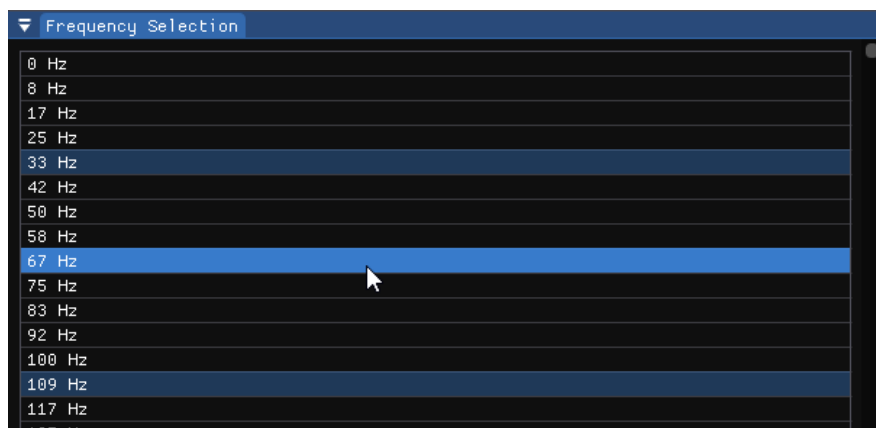 Frequency Selection
0 Hz
8 Hz
17 Hz
25 Hz
33 Hz
42 Hz
50 Hz
58 Hz
67 Hz
75 Hz
83 Hz
92 Hz
100 Hz
109 Hz
117 Hz